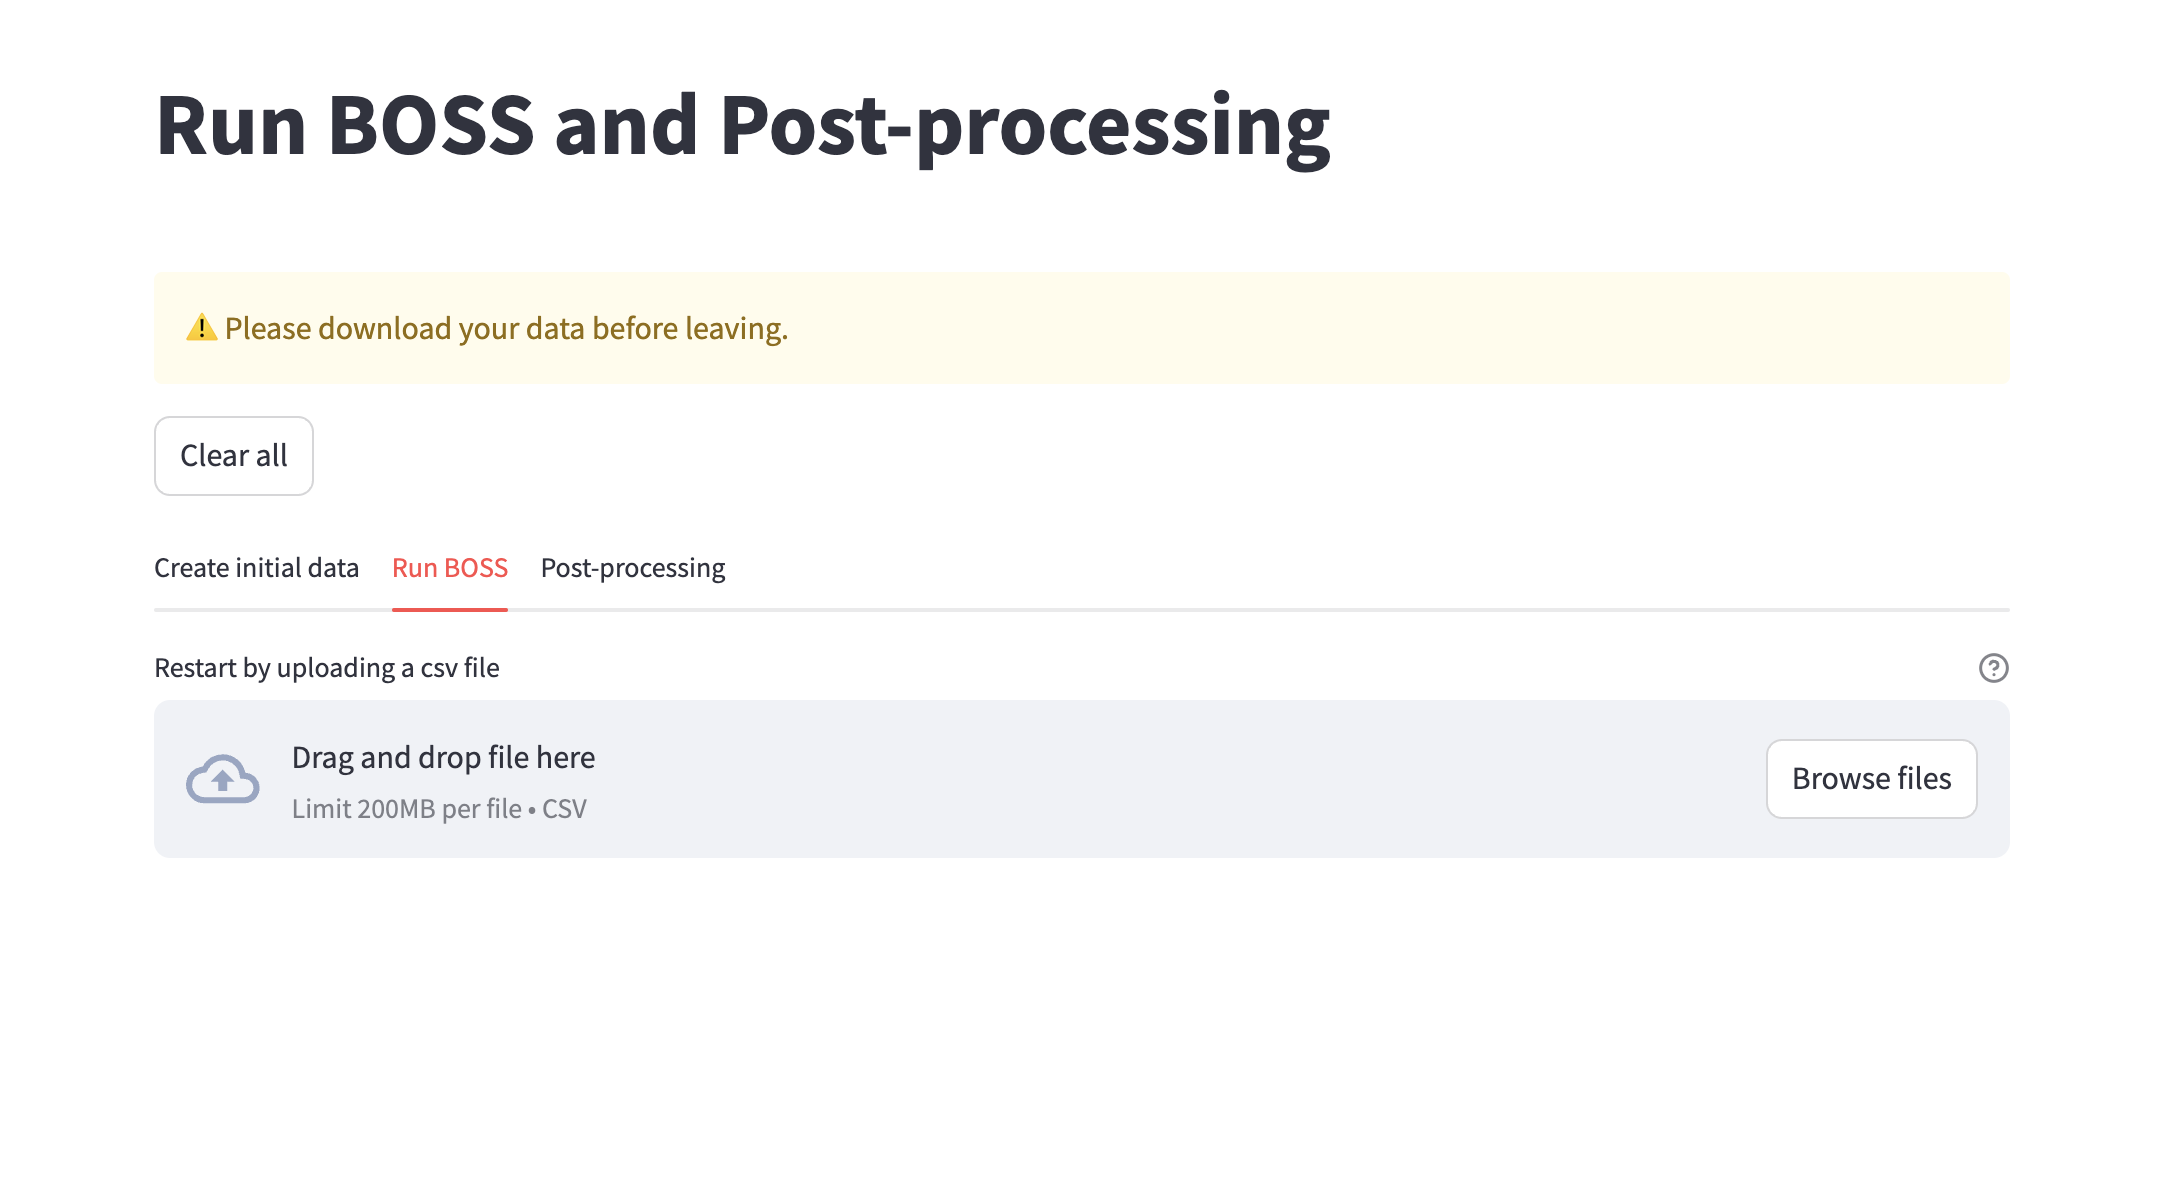 Run BOSS and Post-processing
⚠️ Please download your data before leaving.
Clear all
Create initial data Run BOSS Post-processing
Restart by uploading a csv file
Drag and drop file here
Limit 200MB per file • CSV
Browse files